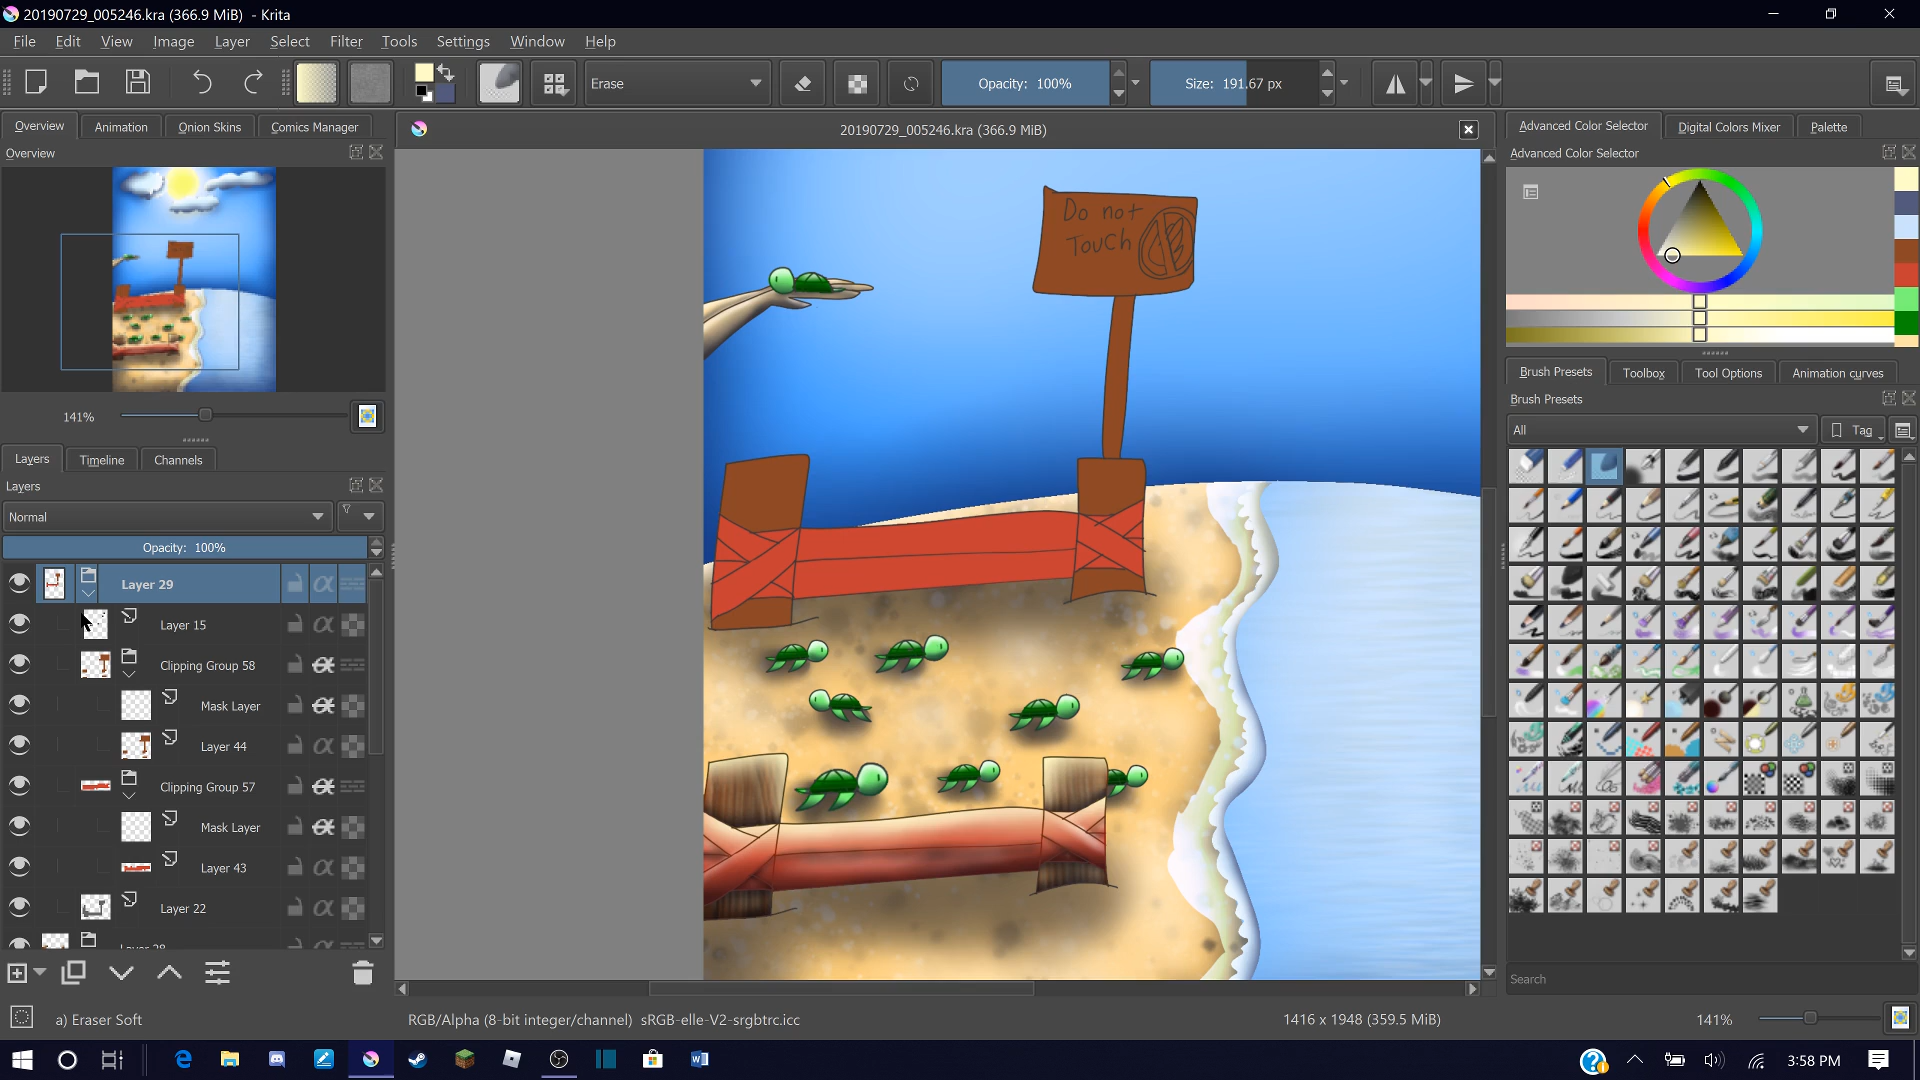 20190729_005246.kra (366.9 MiB) - Krita
File Edit View Image Layer Select Filter Tools Settings Window Help
Erase
Opacity: 100%
Size: 191.67 px
Overview Animation Onion Skins Comics Manager
Overview
141%
Layers Timeline Channels
Layers
Normal
Opacity: 100%
Layer 29
Layer 15
Clipping Group 58
Mask Layer
Layer 44
Clipping Group 57
Mask Layer
Layer 43
Layer 22
Layer 28
20190729_005246.kra (366.9 MiB)
Do not
Touch
Advanced Color Selector Digital Colors Mixer Palette
Advanced Color Selector
Brush Presets Toolbox Tool Options Animation curves
Brush Presets
All
Tag
Search
a) Eraser Soft
RGB/Alpha (8-bit integer/channel) sRGB-elle-V2-srgbtrc.icc
1416 x 1948 (359.5 MiB)
141%
3:58 PM